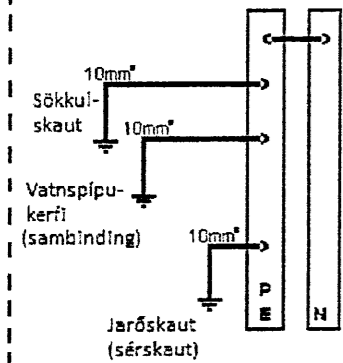 10mm²
Sökkul-
skaut
10mm²
Vatnspípu-
kerfi
(sambinding)
10mm²
Jarðskaut
(sérskaut)
P
E
N